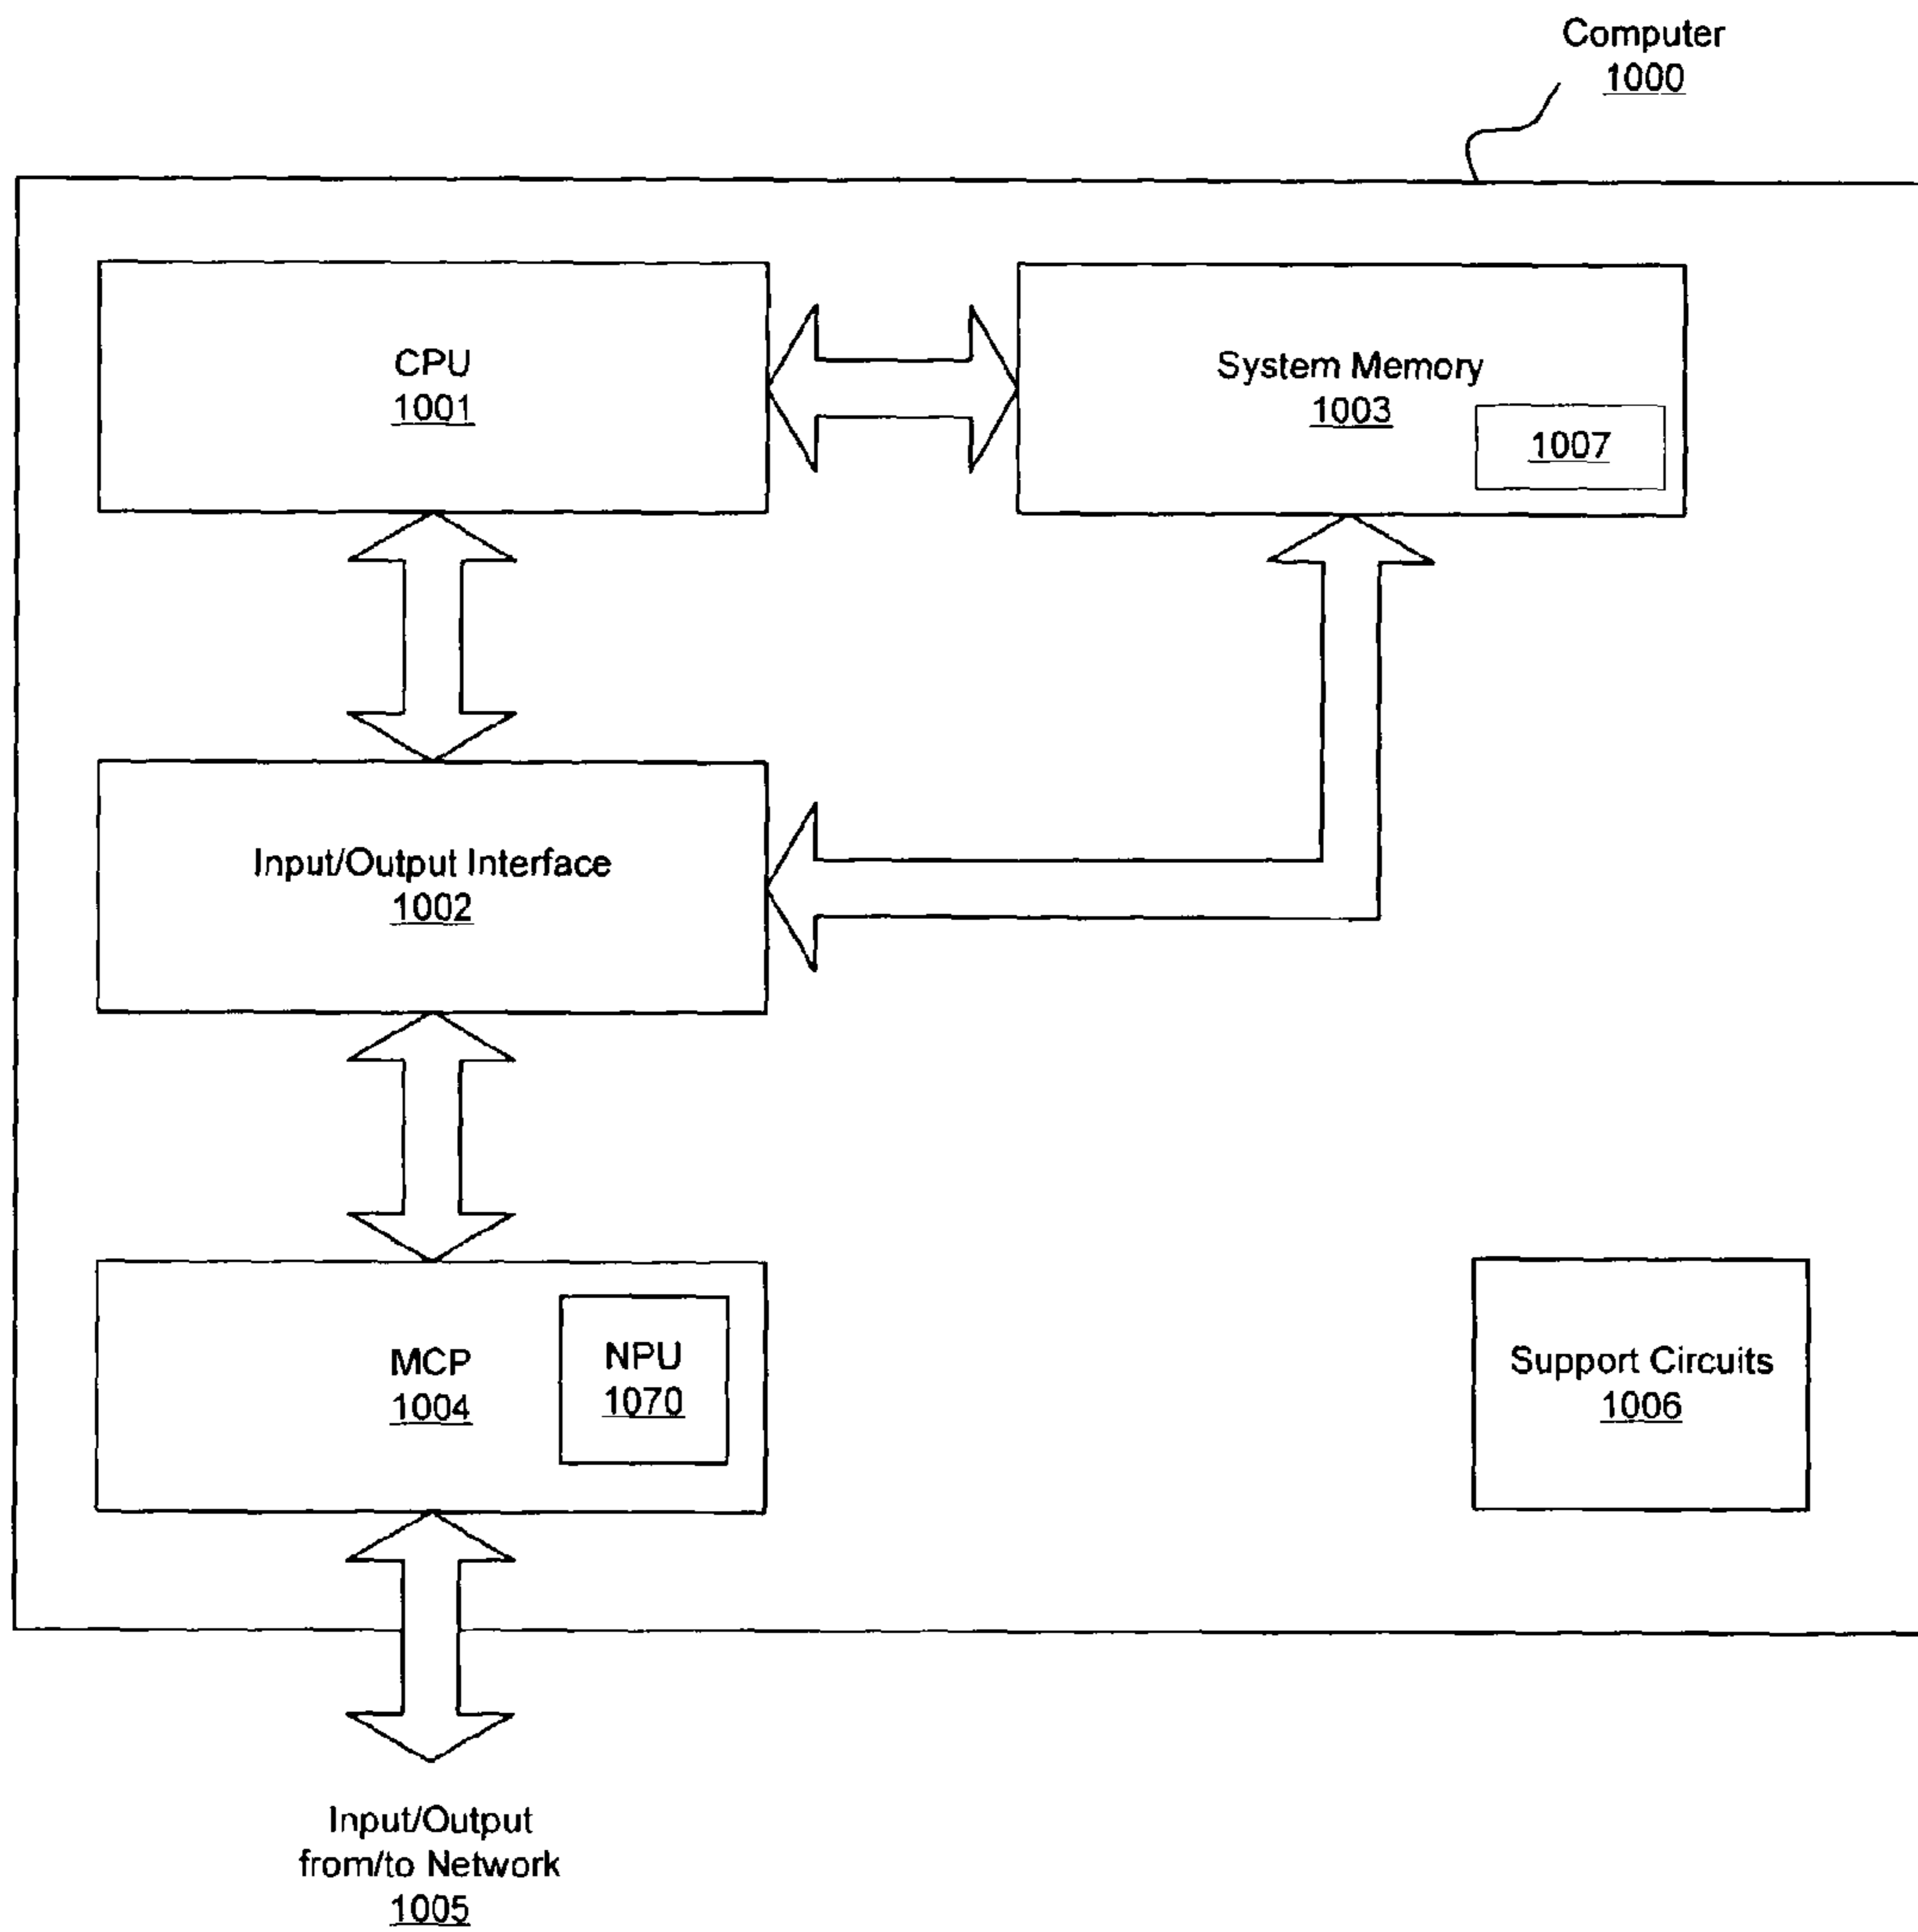 Computer
1000
CPU
1001
System Memory
1003
1007
Input/Output Interface
1002
MCP
1004
NPU
1070
Support Circuits
1006
Input/Output
from/to Network
1005